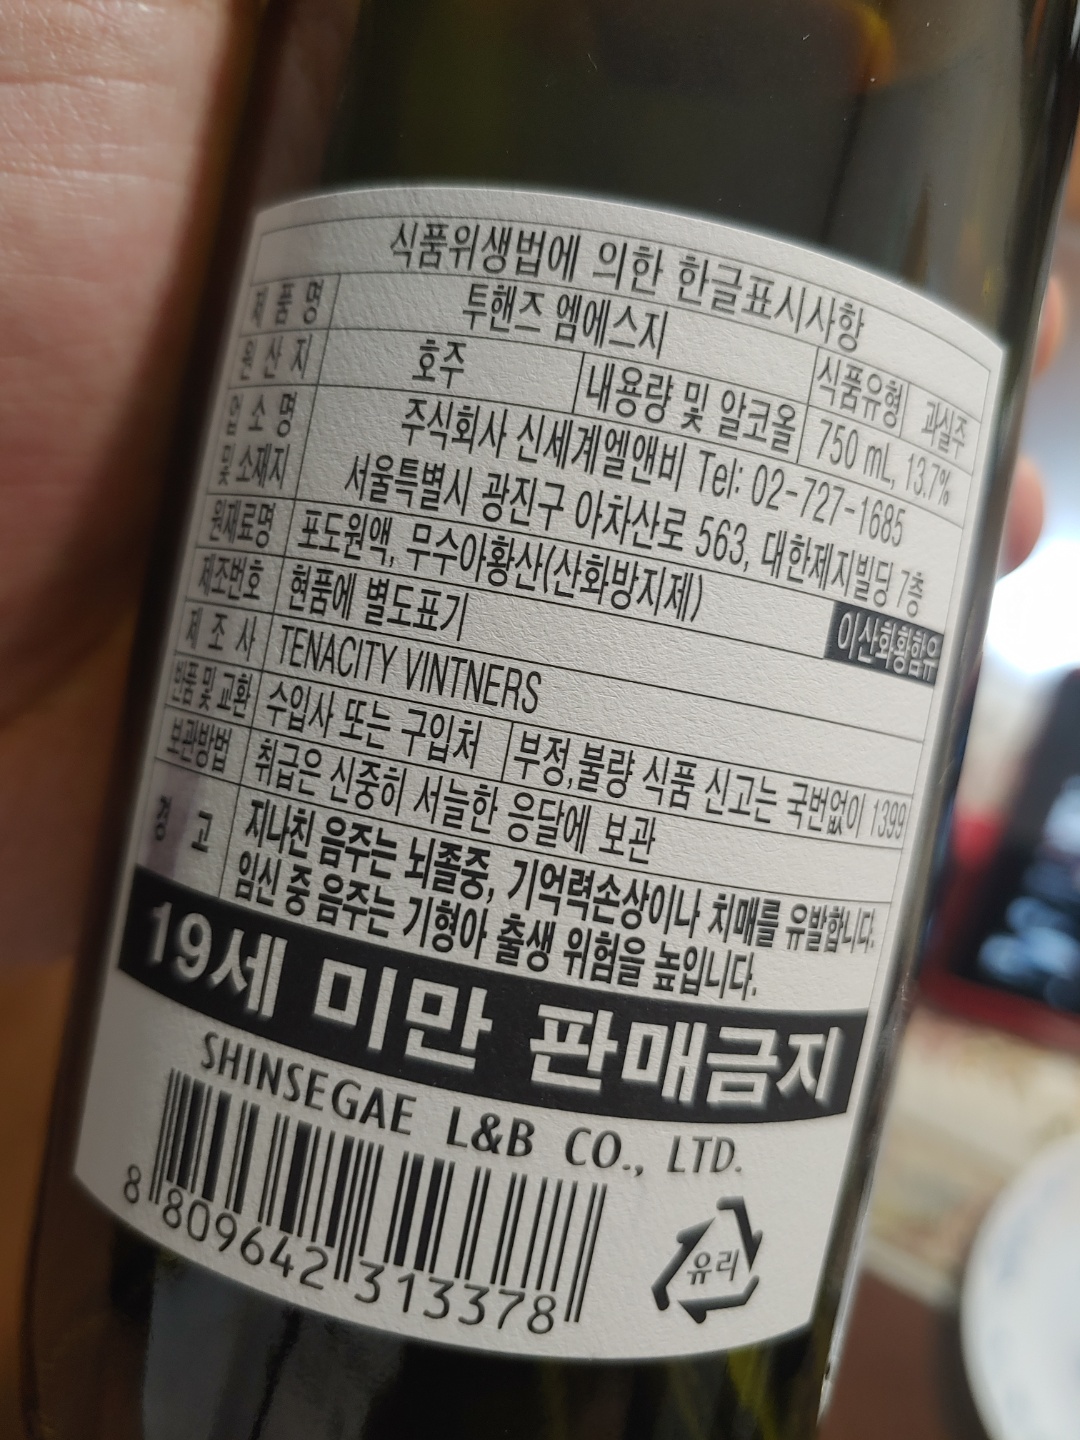 식품위생법에 의한 한글표시사항
제품명 투핸즈 엠에스지 식품유형 과실주
원산지 호주 내용량 및 알코올 750 mL, 13.7%
업소명 및 소재지 주식회사 신세계엘앤비 Tel: 02-727-1685
서울특별시 광진구 아차산로 563, 대한제지빌딩 7층
원재료명 포도원액, 무수아황산(산화방지제) 이산화황함유
제조번호 현품에 별도표기
제조사 TENACITY VINTNERS
반품 및 교환 수입사 또는 구입처 부정,불량 식품 신고는 국번없이 1399
보관방법 취급은 신중히 서늘한 응달에 보관
경고 지나친 음주는 뇌졸중, 기억력손상이나 치매를 유발합니다.
임신 중 음주는 기형아 출생 위험을 높입니다.
19세 미만 판매금지
SHINSEGAE L&B CO., LTD.
8 809642 313378
유리